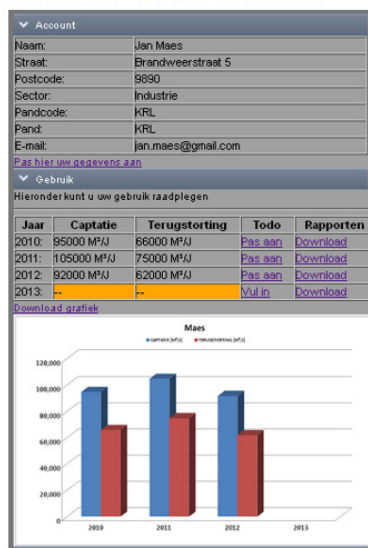 Account
Naam: Jan Maes
Straat: Brandweerstraat 5
Postcode: 9890
Sector: Industrie
Pandcode: KRL
Pand: KRL
E-mail: jan.maes@gmail.com
Pas hier uw gegevens aan
Gebruik
Hieronder kunt u uw gebruik raadplegen
Jaar Captatie Terugstorting Todo Rapporten
2010: 95000 M³/J 66000 M³/J Pas aan Download
2011: 105000 M³/J 75000 M³/J Pas aan Download
2012: 92000 M³/J 62000 M³/J Pas aan Download
2013: -- -- Vul in
Download grafiek
Maes
CAPTATIE [M³/J] TERUGSTORTING [M³/J]
120,000
100,000
80,000
60,000
40,000
20,000
0
2010 2011 2012 2013